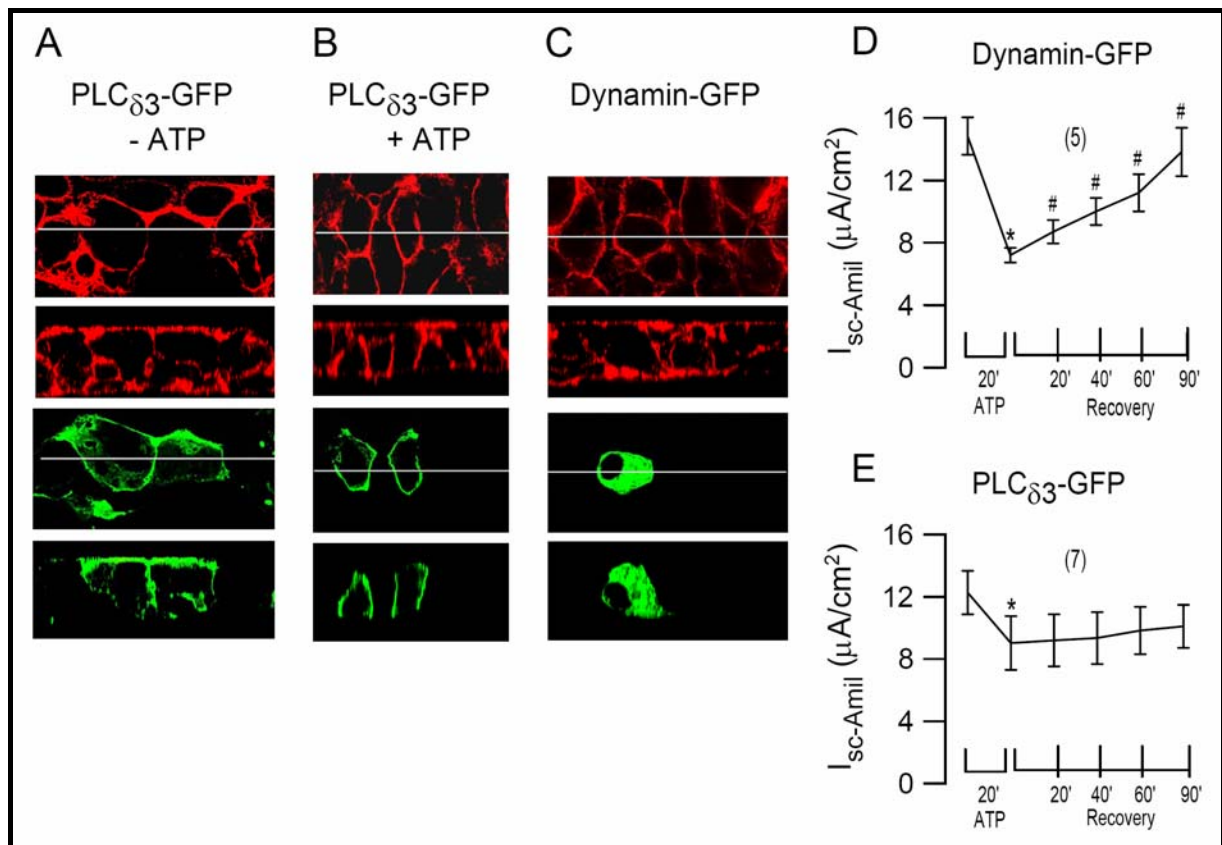 A
PLCδ3-GFP
- ATP
B
PLCδ3-GFP
+ ATP
C
Dynamin-GFP
D
Dynamin-GFP
16
12
8
4
0
Isc-Amil (µA/cm²)
(5)
*
#
#
#
#
20'
ATP
20'
40'
60'
90'
Recovery
E
PLCδ3-GFP
16
12
8
4
0
Isc-Amil (µA/cm²)
(7)
*
20'
ATP
20'
40'
60'
90'
Recovery